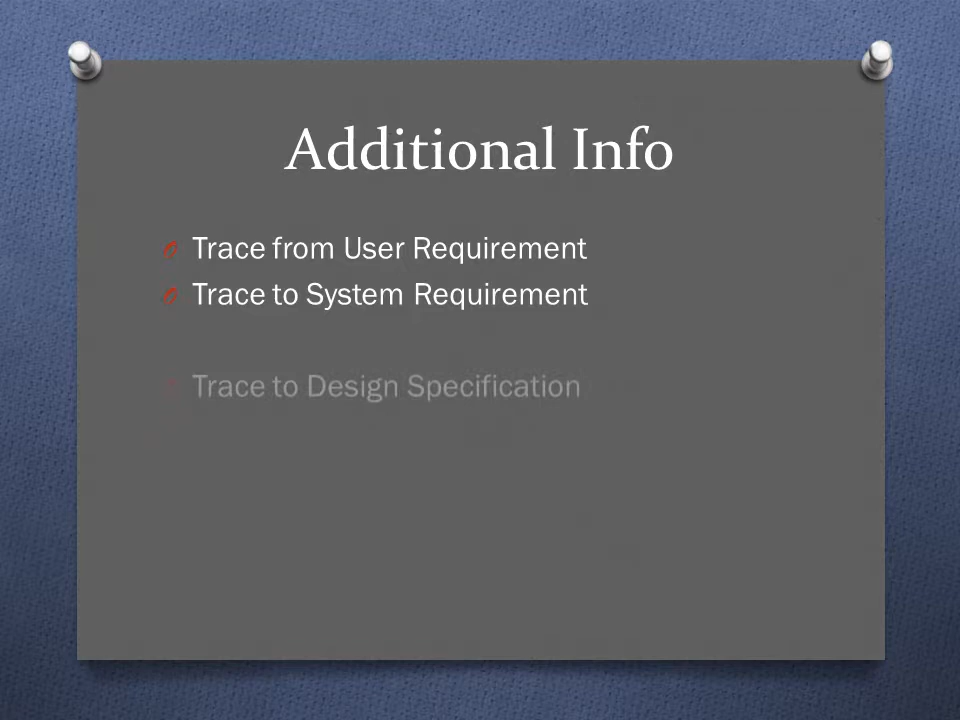 Additional Info
Trace from User Requirement
Trace to System Requirement
Trace to Design Specification